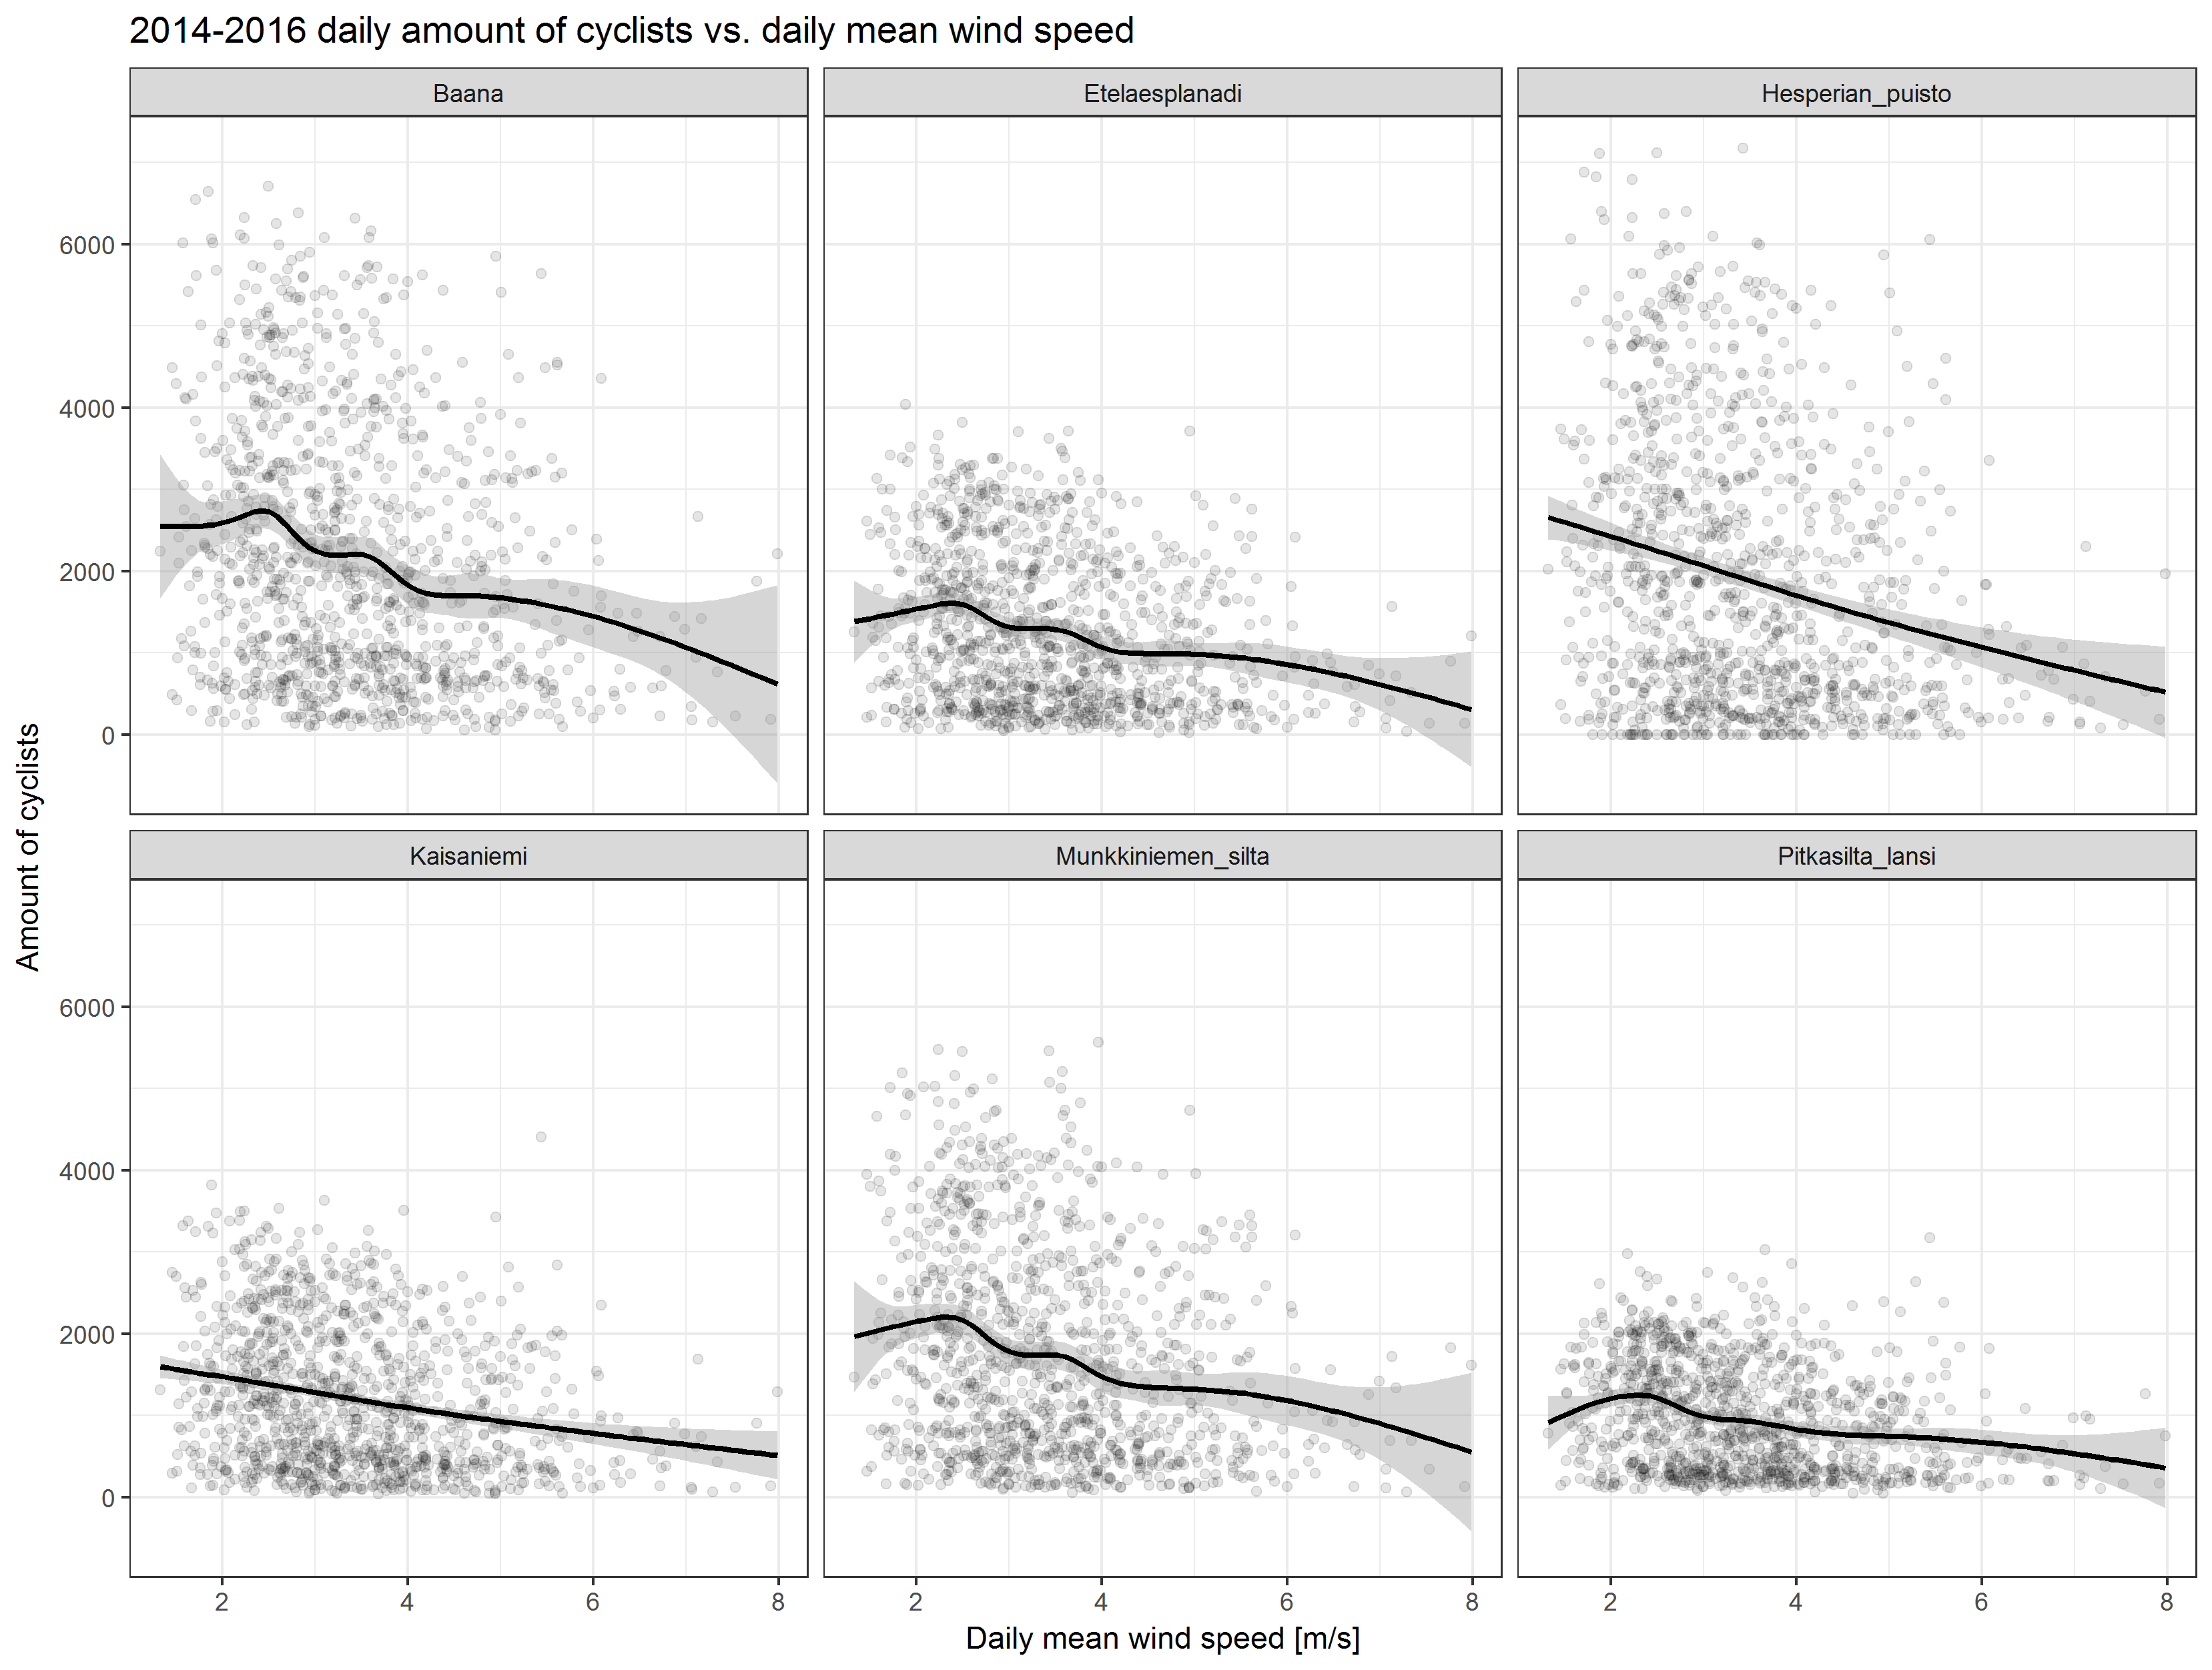 2014-2016 daily amount of cyclists vs. daily mean wind speed
Baana
Etelaesplanadi
Hesperian_puisto
6000
4000
2000
0
Kaisaniemi
Munkkiniemen_silta
Pitkasilta_lansi
6000
4000
2000
0
2 4 6 8
2 4 6 8
2 4 6 8
Daily mean wind speed [m/s]
Amount of cyclists